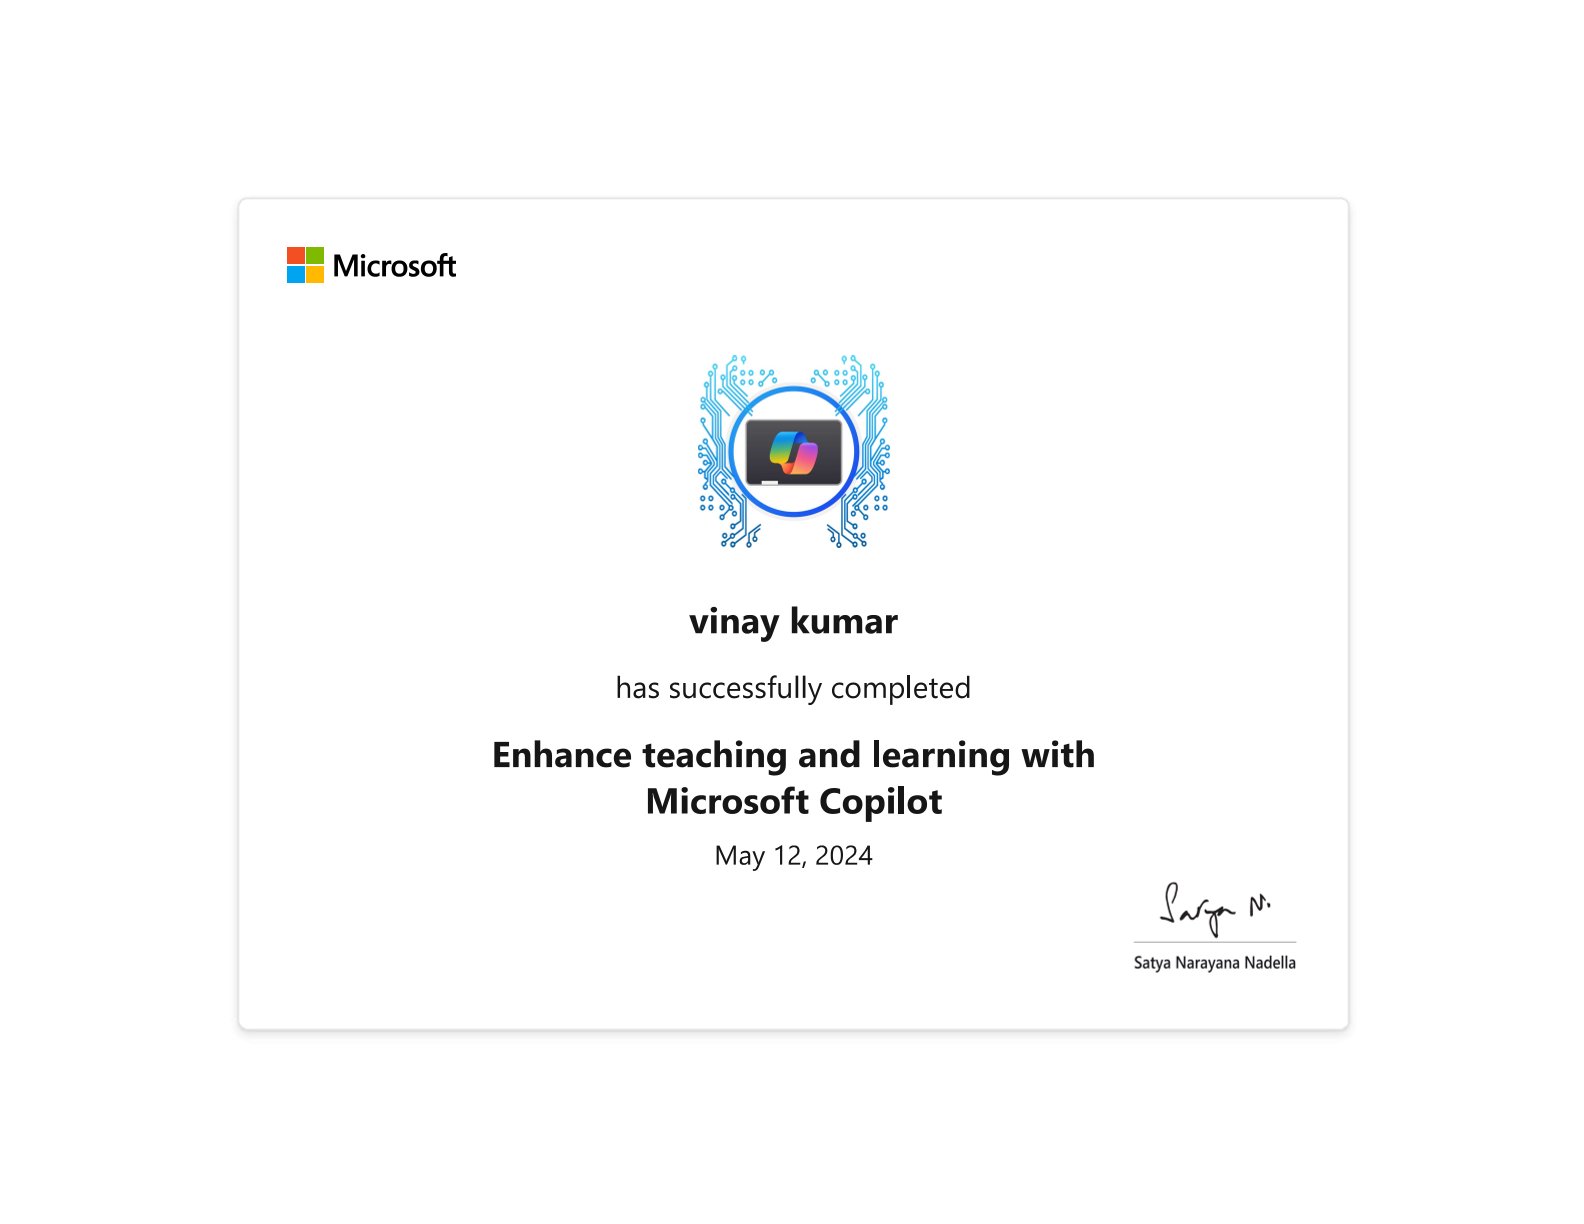 Microsoft
vinay kumar
has successfully completed
Enhance teaching and learning with
Microsoft Copilot
May 12, 2024
Satya N.
Satya Narayana Nadella